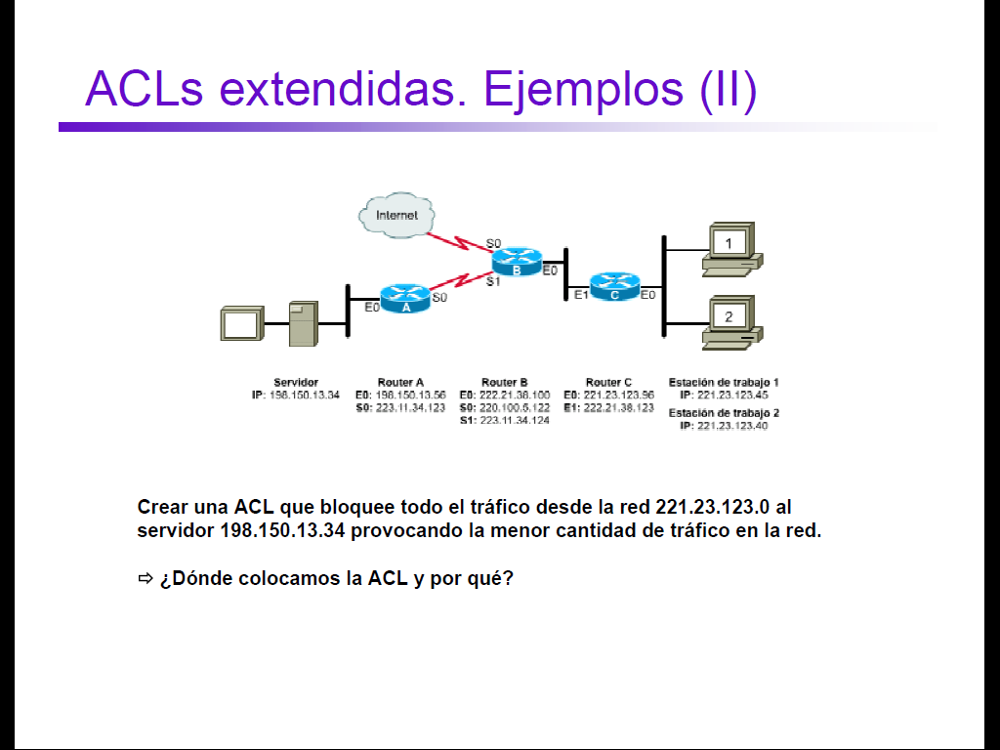 ACLs extendidas. Ejemplos (II)
Internet
S0
B
E0
S1
E1
C
E0
1
2
E0
A
S0
Servidor
IP: 198.150.13.34
Router A
E0: 198.150.13.56
S0: 223.11.34.123
Router B
E0: 222.21.38.100
S0: 220.100.5.122
S1: 223.11.34.124
Router C
E0: 221.23.123.96
E1: 222.21.38.123
Estación de trabajo 1
IP: 221.23.123.45
Estación de trabajo 2
IP: 221.23.123.40
Crear una ACL que bloquee todo el tráfico desde la red 221.23.123.0 al
servidor 198.150.13.34 provocando la menor cantidad de tráfico en la red.
⇨ ¿Dónde colocamos la ACL y por qué?